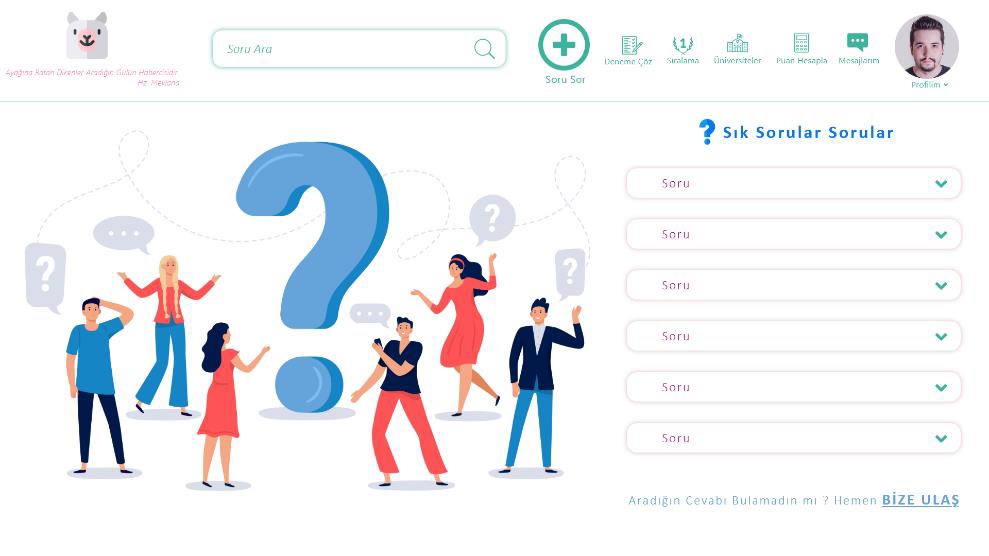 Ayağına Batan Dikenler Aradığın Gülün Habercisidir.
Hz. Mevlana
Soru Ara
Soru Sor
Deneme Çöz
Sıralama
Üniversiteler
Puan Hesapla
Mesajlarım
Profilim
1
? Sık Sorular Sorular
Soru
Soru
Soru
Soru
Soru
Soru
Aradığın Cevabı Bulamadın mı ? Hemen BİZE ULAŞ
?
?
?
?